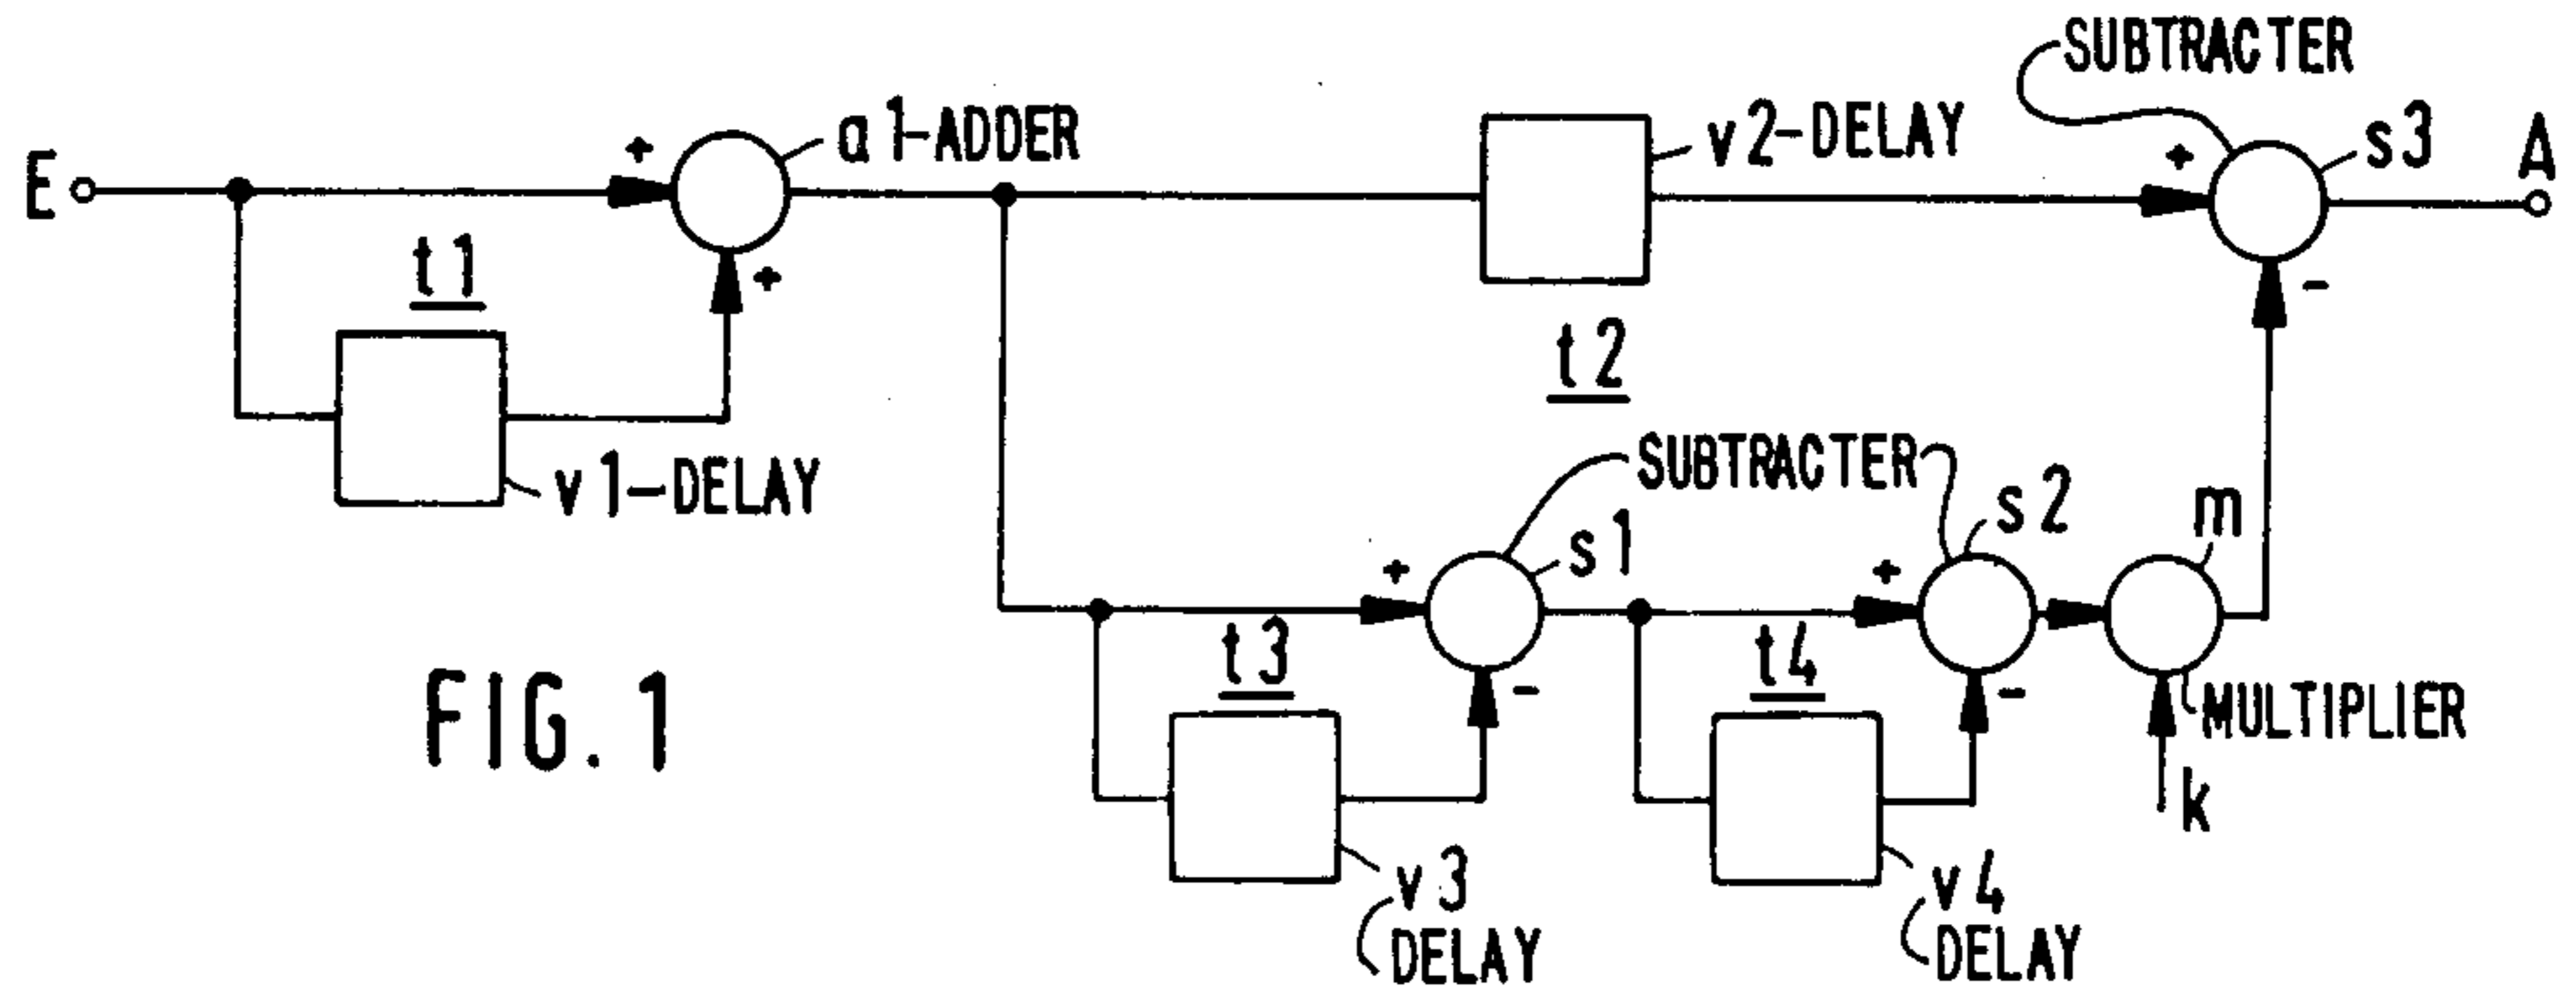 SUBTRACTER
E
+
a1-ADDER
v2-DELAY
+
s3
A
t1
+
-
t2
v1-DELAY
SUBTRACTER
+
s1
+
s2
m
t3
-
t4
-
MULTIPLIER
k
FIG.1
v3
DELAY
v4
DELAY